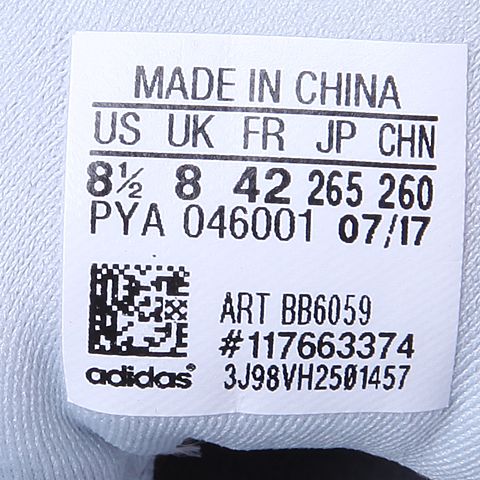 MADE IN CHINA
US UK FR JP CHN
8½ 8 42 265 260
PYA 046001 07/17
ART BB6059
#117663374
adidas 3J98VH2501457